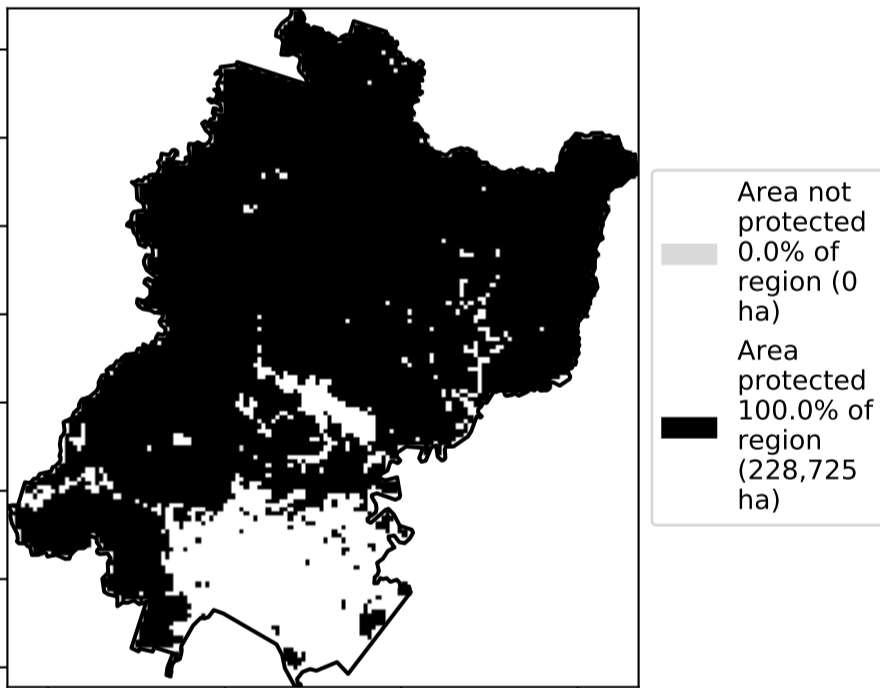 Area not
protected
0.0% of
region (0
ha)
Area
protected
100.0% of
region
(228,725
ha)